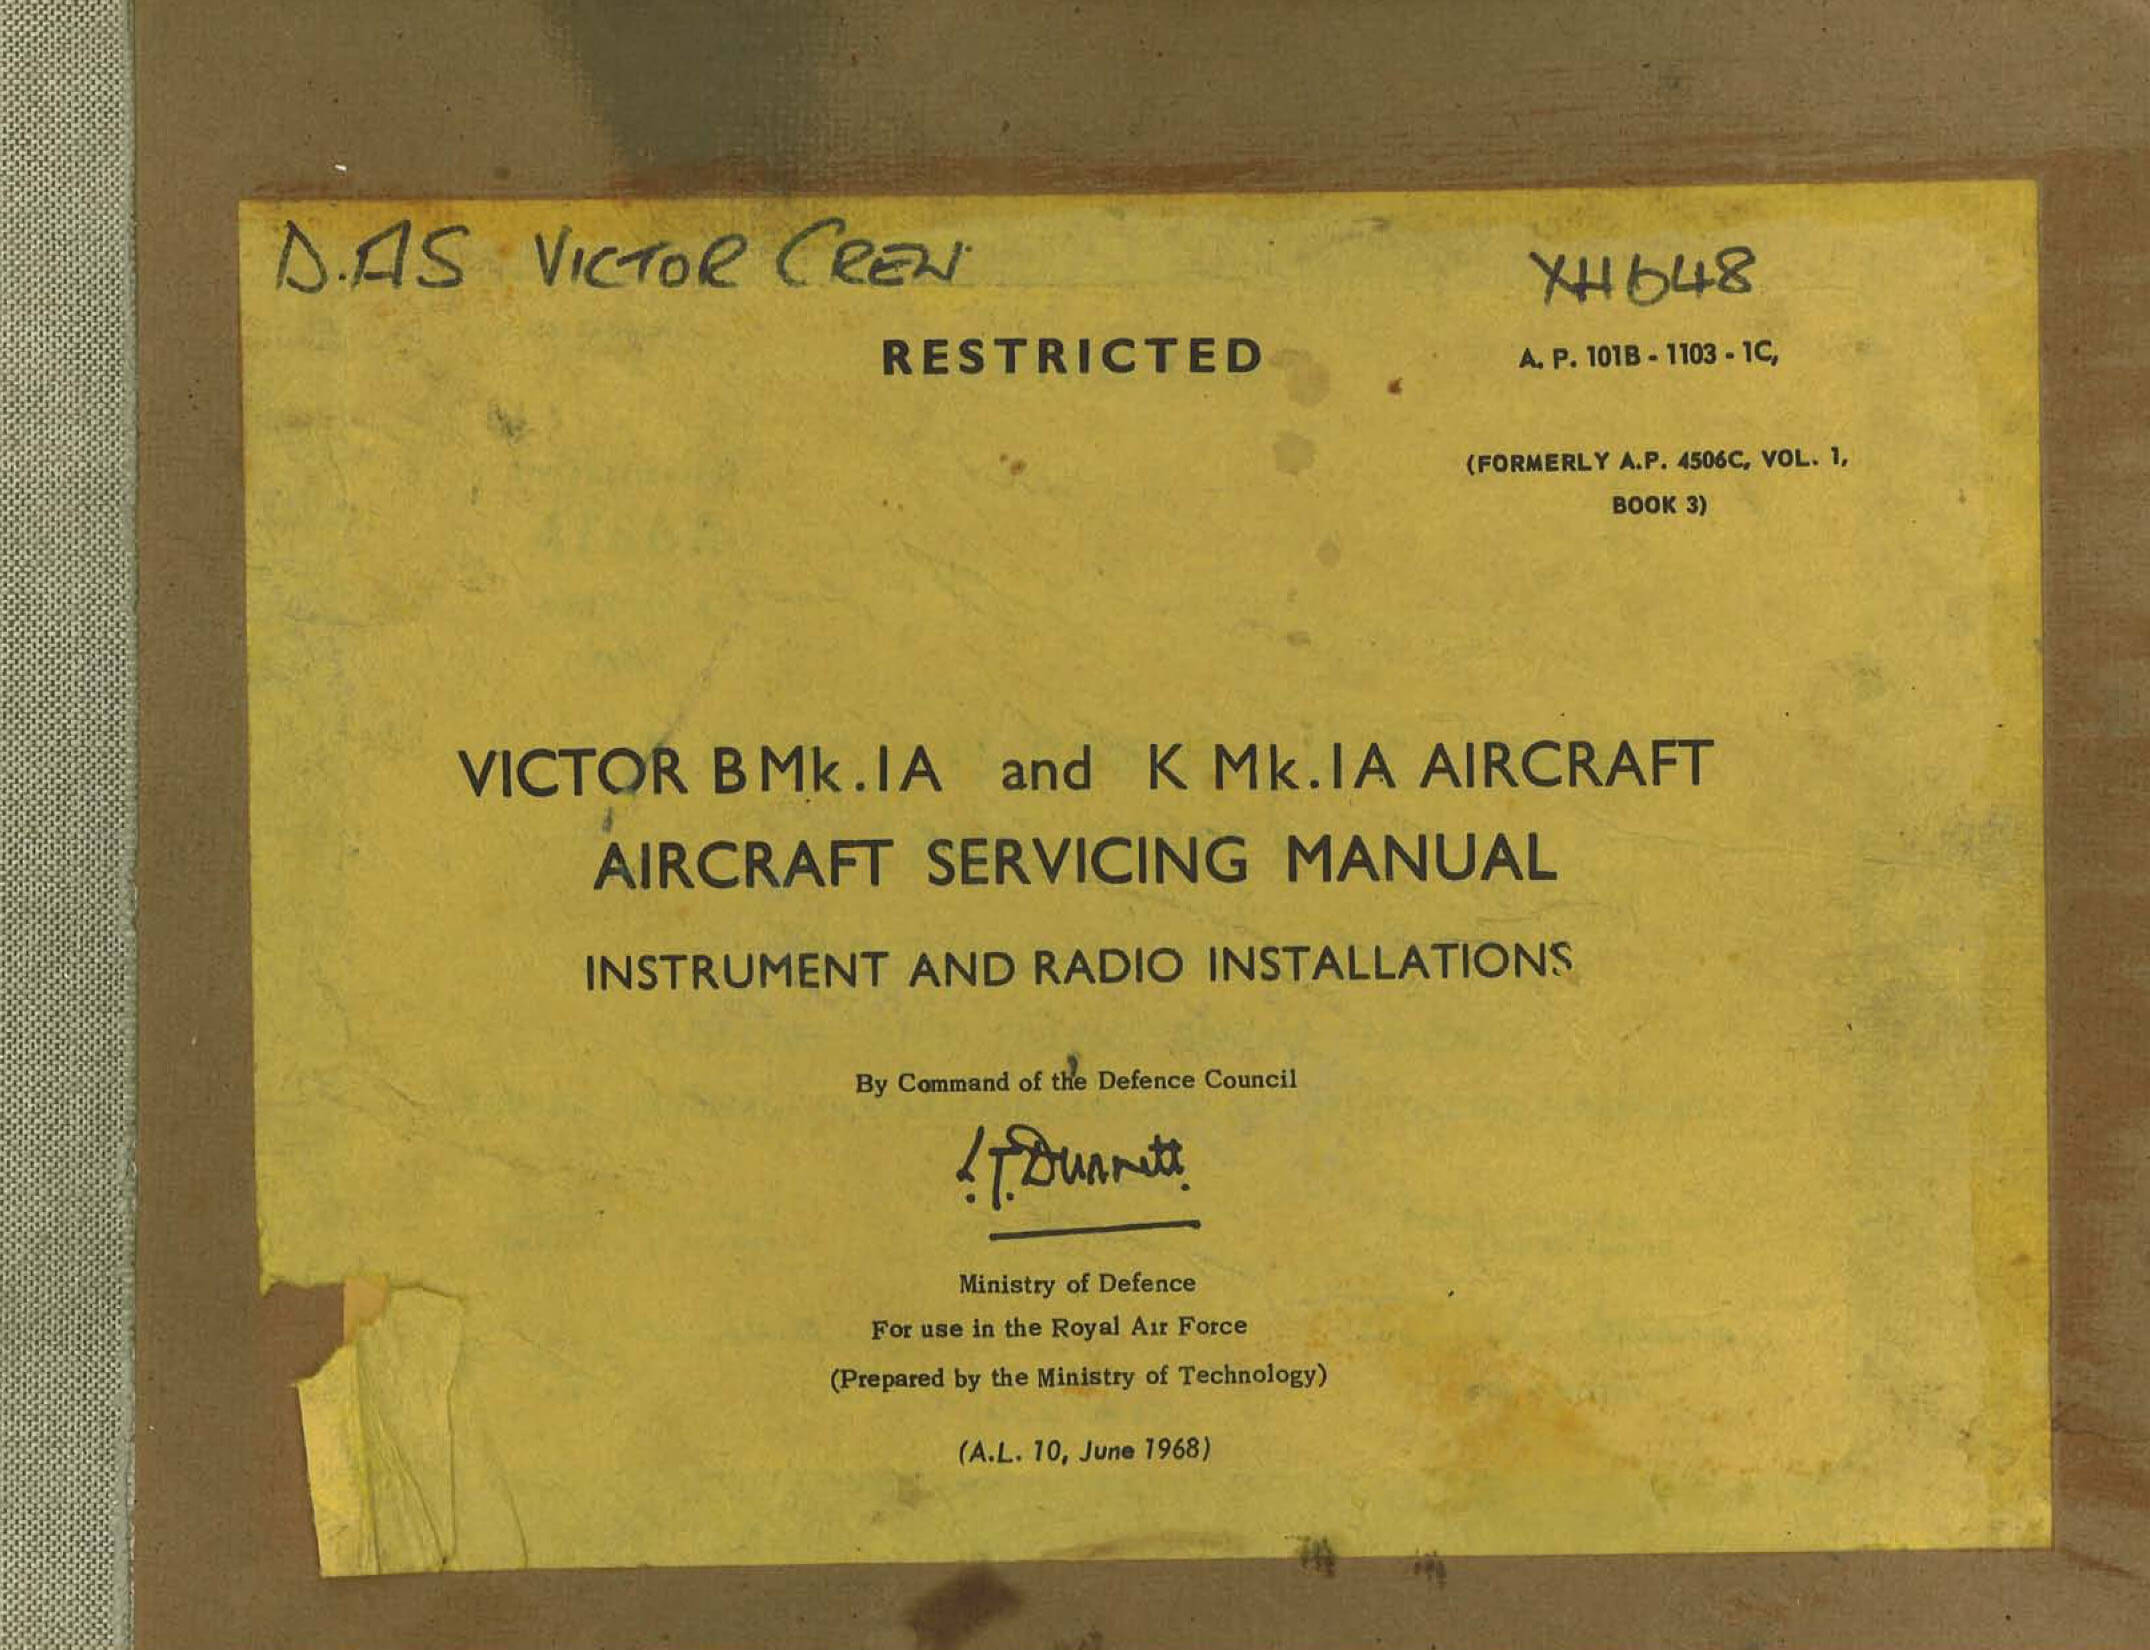 D.AS VICTOR CREW
XH648
RESTRICTED
A. P. 101B - 1103 - 1C,
(FORMERLY A.P. 4506C, VOL. 1,
BOOK 3)
VICTOR B Mk.IA and K Mk.IA AIRCRAFT
AIRCRAFT SERVICING MANUAL
INSTRUMENT AND RADIO INSTALLATIONS
By Command of the Defence Council
L.T. Dunnett.
Ministry of Defence
For use in the Royal Air Force
(Prepared by the Ministry of Technology)
(A.L. 10, June 1968)